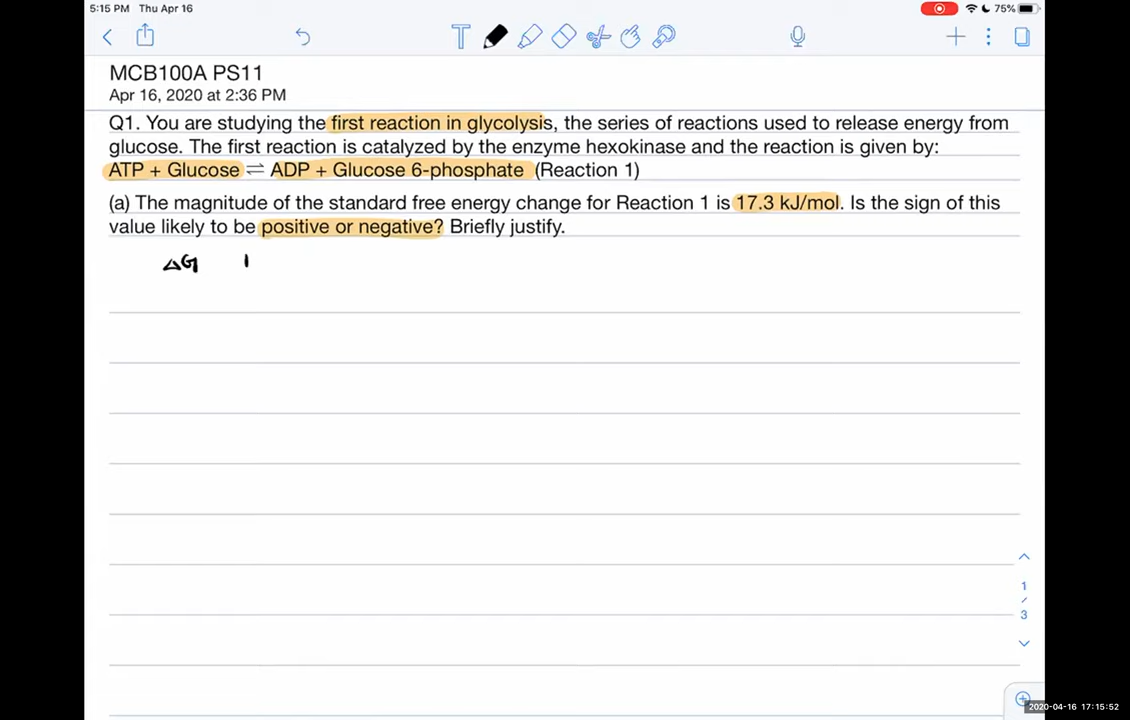 5:15 PM Thu Apr 16
75%
MCB100A PS11
Apr 16, 2020 at 2:36 PM
Q1. You are studying the first reaction in glycolysis, the series of reactions used to release energy from
glucose. The first reaction is catalyzed by the enzyme hexokinase and the reaction is given by:
ATP + Glucose ⇌ ADP + Glucose 6-phosphate (Reaction 1)
(a) The magnitude of the standard free energy change for Reaction 1 is 17.3 kJ/mol. Is the sign of this
value likely to be positive or negative? Briefly justify.
ΔG
1
/
3
2020-04-16 17:15:52